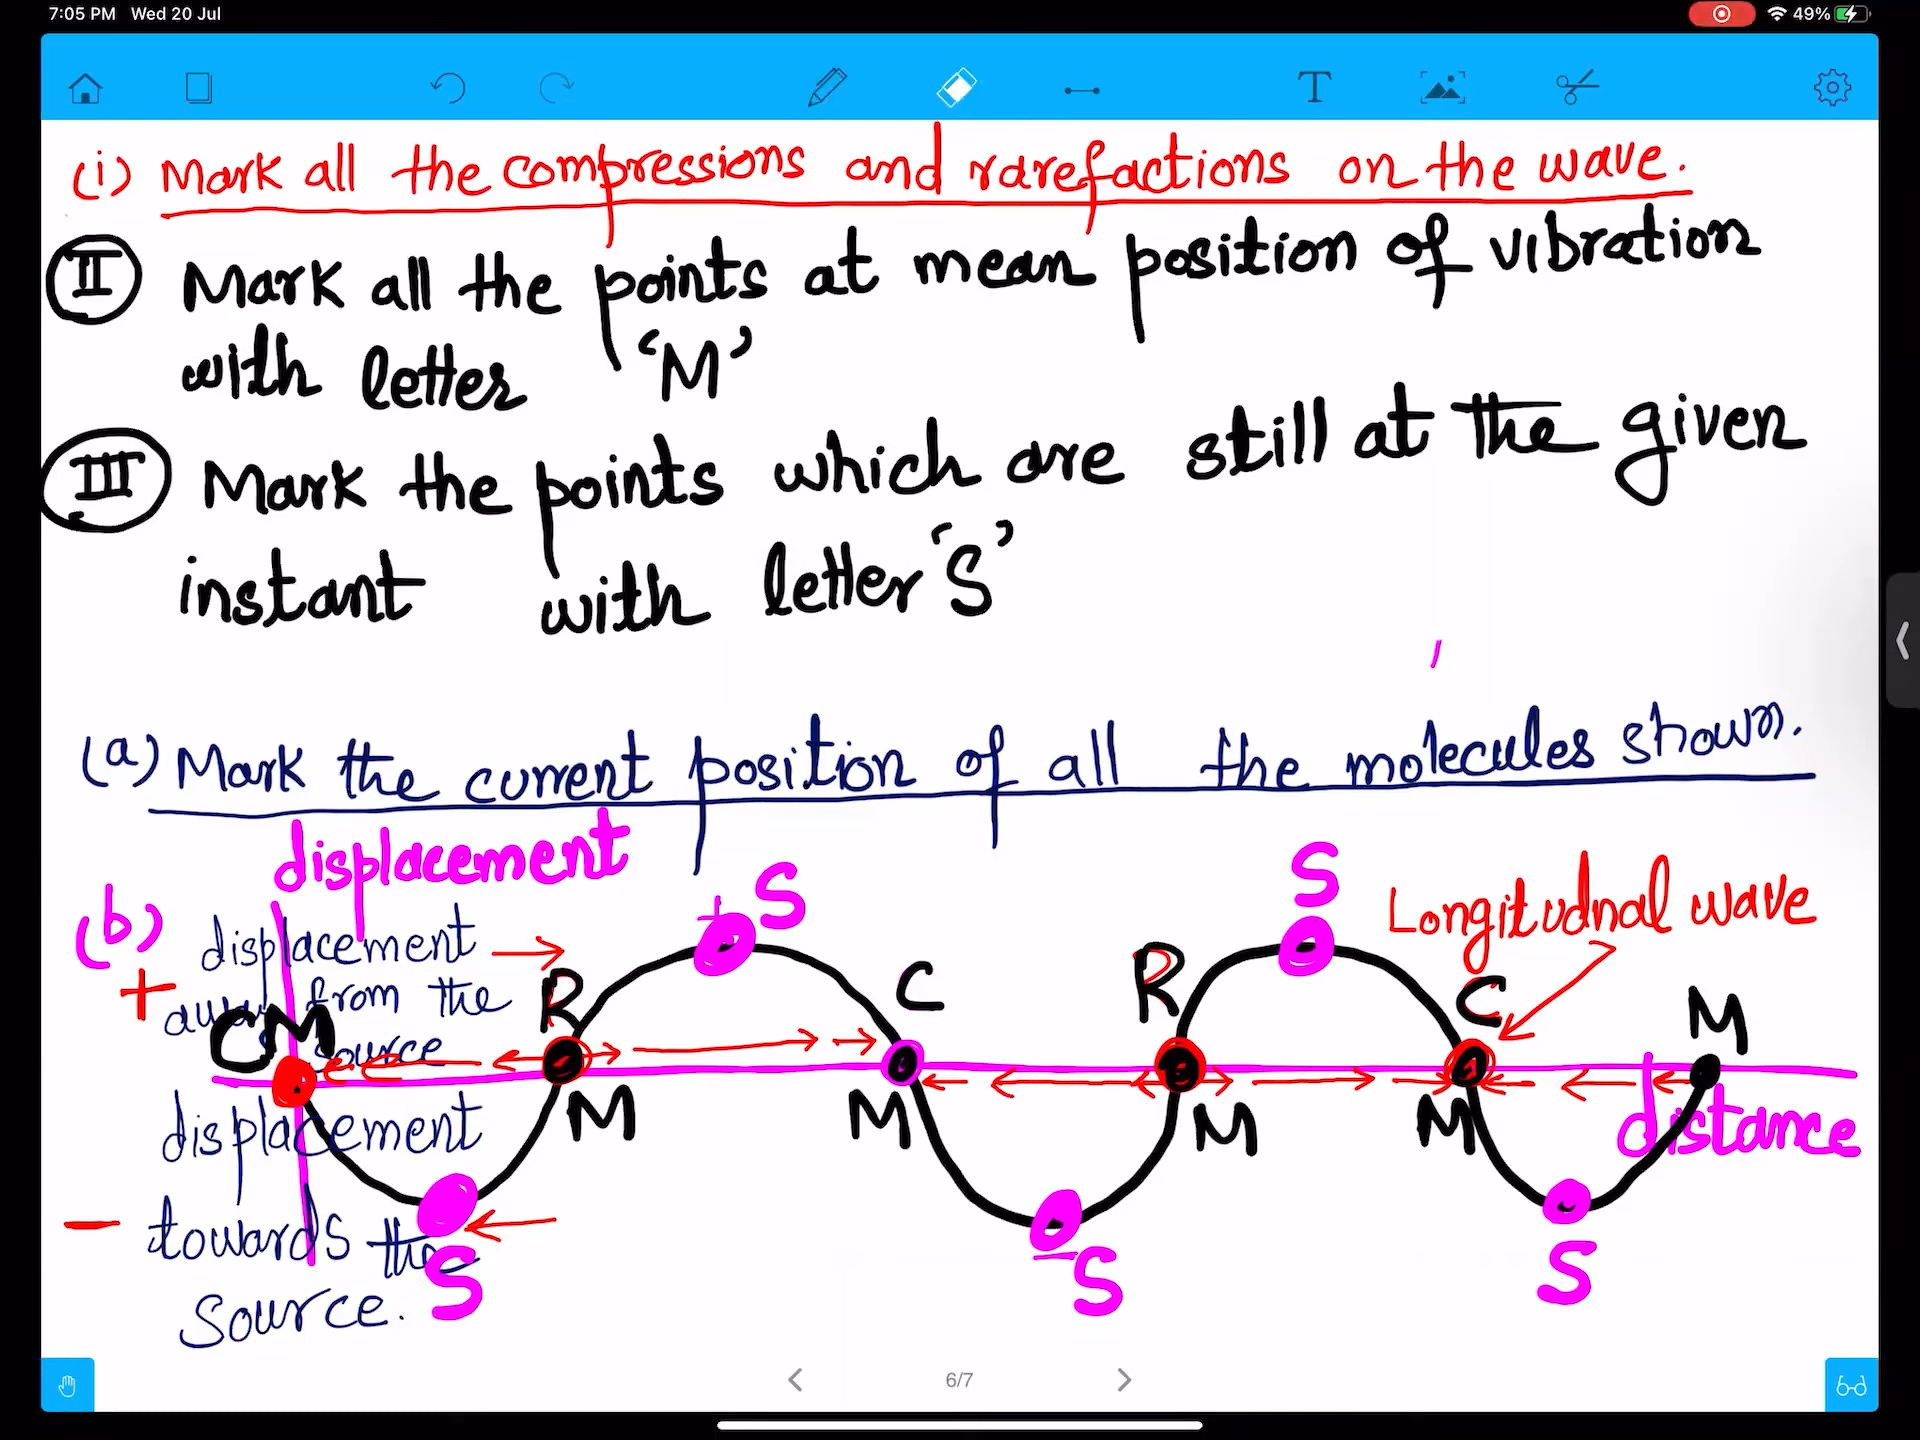 7:05 PM Wed 20 Jul
49%
T
(i) Mark all the compressions and rarefactions on the wave.
II Mark all the points at mean position of vibration
with letter 'M'
III Mark the points which are still at the given
instant with letter 'S'
(a) Mark the current position of all the molecules shown.
displacement
(b)
S
S
Longitudnal wave
displacement
+
away from the
source
C M
R
C
R
C
M
M
M
M
M
distance
displacement
- towards the
source.
S
S
S
6/7